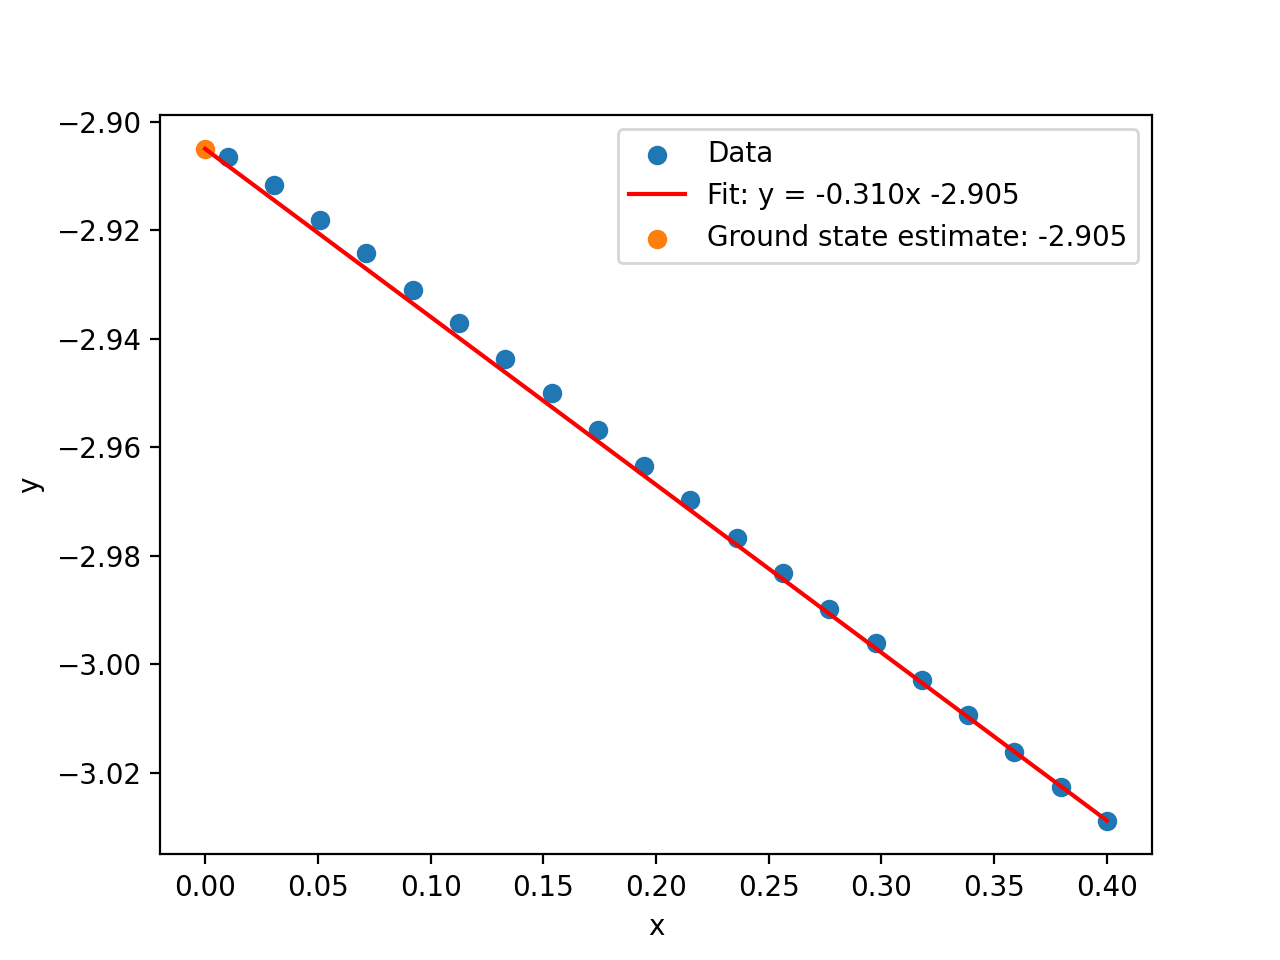 −2.90
−2.92
−2.94
−2.96
−2.98
−3.00
−3.02
y
Data
Fit: y = -0.310x -2.905
Ground state estimate: -2.905
0.00 0.05 0.10 0.15 0.20 0.25 0.30 0.35 0.40
x